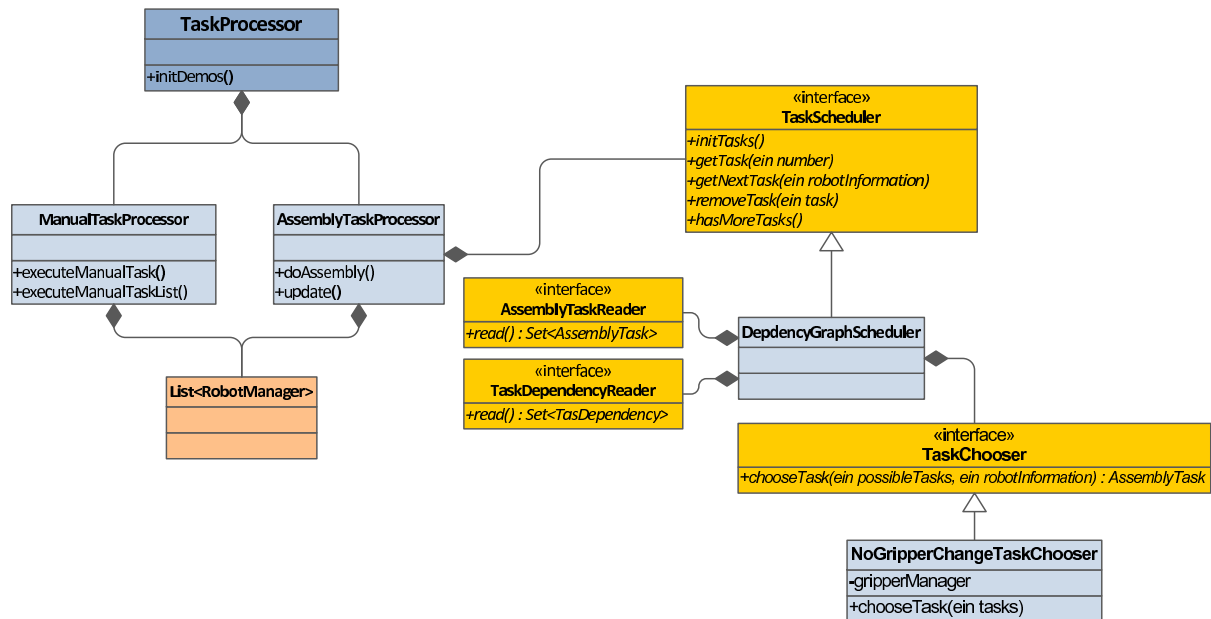 TaskProcessor
+initDemos()
«interface»
TaskScheduler
+initTasks()
+getTask(ein number)
+getNextTask(ein robotInformation)
+removeTask(ein task)
+hasMoreTasks()
ManualTaskProcessor
+executeManualTask()
+executeManualTaskList()
AssemblyTaskProcessor
+doAssembly()
+update()
«interface»
AssemblyTaskReader
+read() : Set<AssemblyTask>
DepdencyGraphScheduler
«interface»
TaskDependencyReader
+read() : Set<TasDependency>
List<RobotManager>
«interface»
TaskChooser
+chooseTask(ein possibleTasks, ein robotInformation) : AssemblyTask
NoGripperChangeTaskChooser
-gripperManager
+chooseTask(ein tasks)